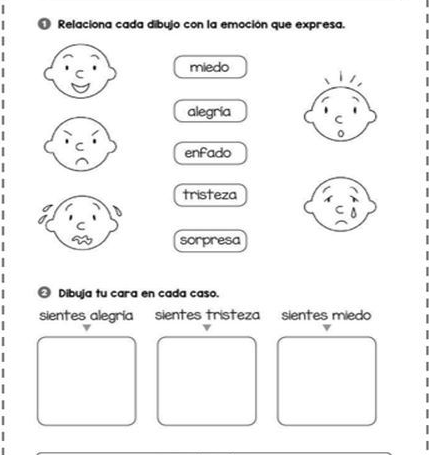 1 Relaciona cada dibujo con la emoción que expresa.
miedo
alegría
enfado
tristeza
sorpresa
2 Dibuja tu cara en cada caso.
sientes alegría sientes tristeza sientes miedo